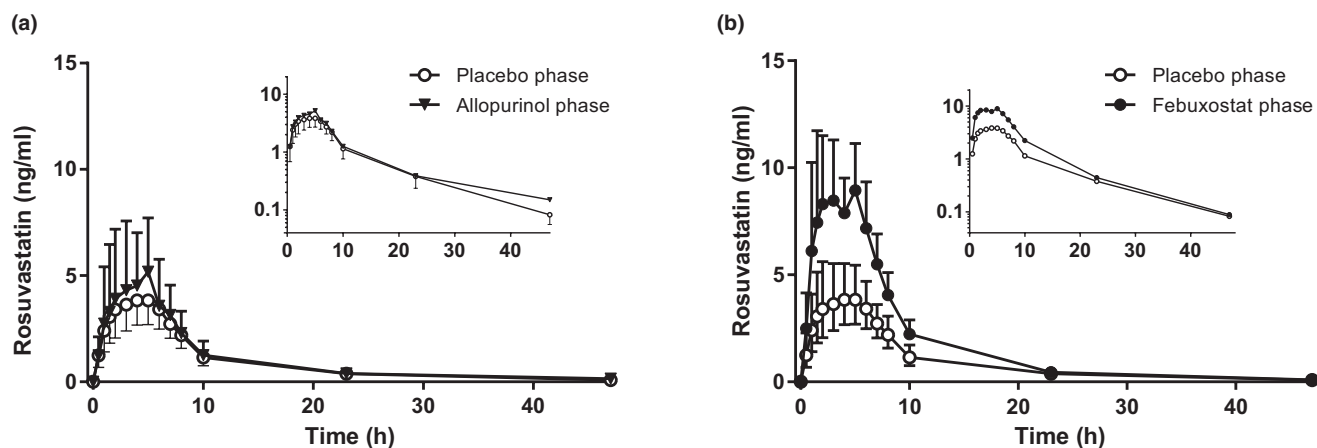 (a)
15
10
5
0
Rosuvastatin (ng/ml)
0 10 20 30 40
Time (h)
10
1
0.1
0 10 20 30 40
Placebo phase
Allopurinol phase
(b)
15
10
5
0
Rosuvastatin (ng/ml)
0 10 20 30 40
Time (h)
10
1
0.1
0 10 20 30 40
Placebo phase
Febuxostat phase